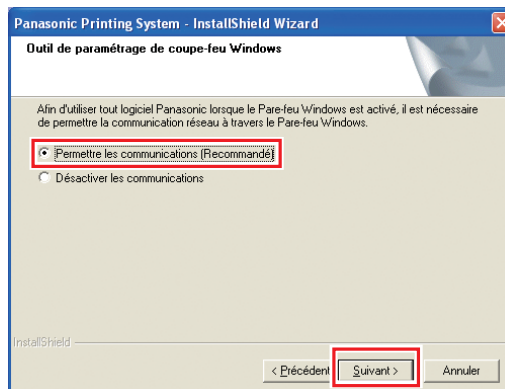 Panasonic Printing System - InstallShield Wizard
Outil de paramétrage de coupe-feu Windows
Afin d'utiliser tout logiciel Panasonic lorsque le Pare-feu Windows est activé, il est nécessaire
de permettre la communication réseau à travers le Pare-feu Windows.
Permettre les communications (Recommandé)
Désactiver les communications
InstallShield
< Précédent Suivant > Annuler